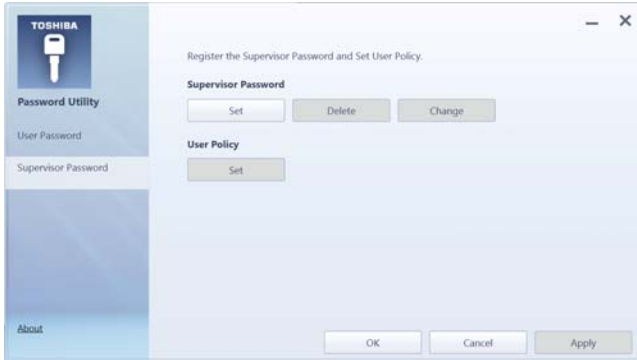 TOSHIBA
Password Utility
User Password
Supervisor Password
About
Register the Supervisor Password and Set User Policy.
Supervisor Password
Set Delete Change
User Policy
Set
OK Cancel Apply